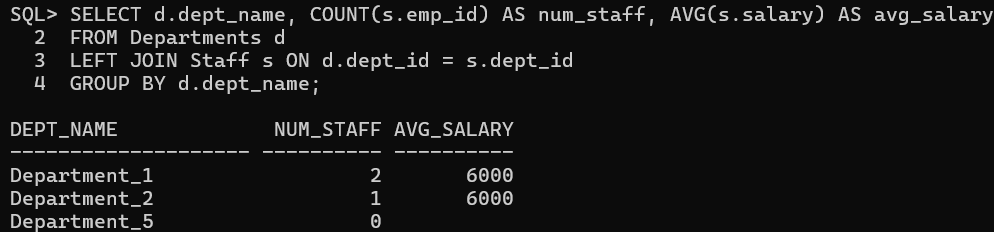 SQL> SELECT d.dept_name, COUNT(s.emp_id) AS num_staff, AVG(s.salary) AS avg_salary
  2  FROM Departments d
  3  LEFT JOIN Staff s ON d.dept_id = s.dept_id
  4  GROUP BY d.dept_name;

DEPT_NAME             NUM_STAFF AVG_SALARY
-------------------- ---------- ----------
Department_1                  2       6000
Department_2                  1       6000
Department_5                  0